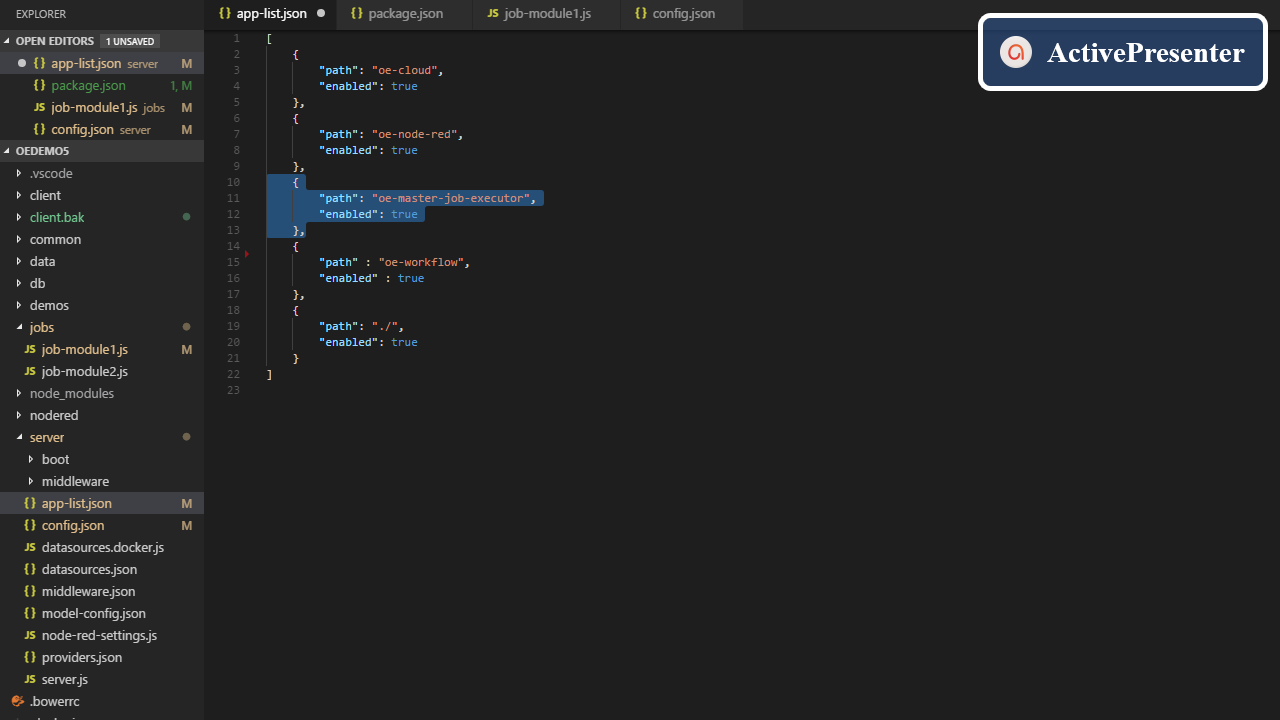 EXPLORER
OPEN EDITORS 1 UNSAVED
app-list.json server M
package.json 1, M
job-module1.js jobs M
config.json server M
OEDEMO5
.vscode
client
client.bak
common
data
db
demos
jobs
JS job-module1.js M
JS job-module2.js
node_modules
nodered
server
boot
middleware
{} app-list.json M
{} config.json M
JS datasources.docker.js
{} datasources.json
{} middleware.json
{} model-config.json
JS node-red-settings.js
{} providers.json
JS server.js
.bowerrc
{} app-list.json {} package.json JS job-module1.js {} config.json
1 [
2 {
3 "path": "oe-cloud",
4 "enabled": true
5 },
6 {
7 "path": "oe-node-red",
8 "enabled": true
9 },
10 {
11 "path": "oe-master-job-executor",
12 "enabled": true
13 },
14 {
15 "path" : "oe-workflow",
16 "enabled" : true
17 },
18 {
19 "path": "./",
20 "enabled": true
21 }
22 ]
23
ActivePresenter